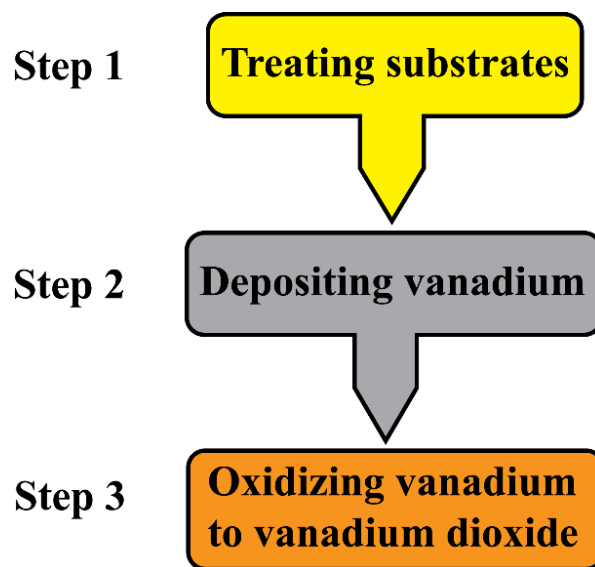 Step 1
Treating substrates
Step 2
Depositing vanadium
Step 3
Oxidizing vanadium
to vanadium dioxide